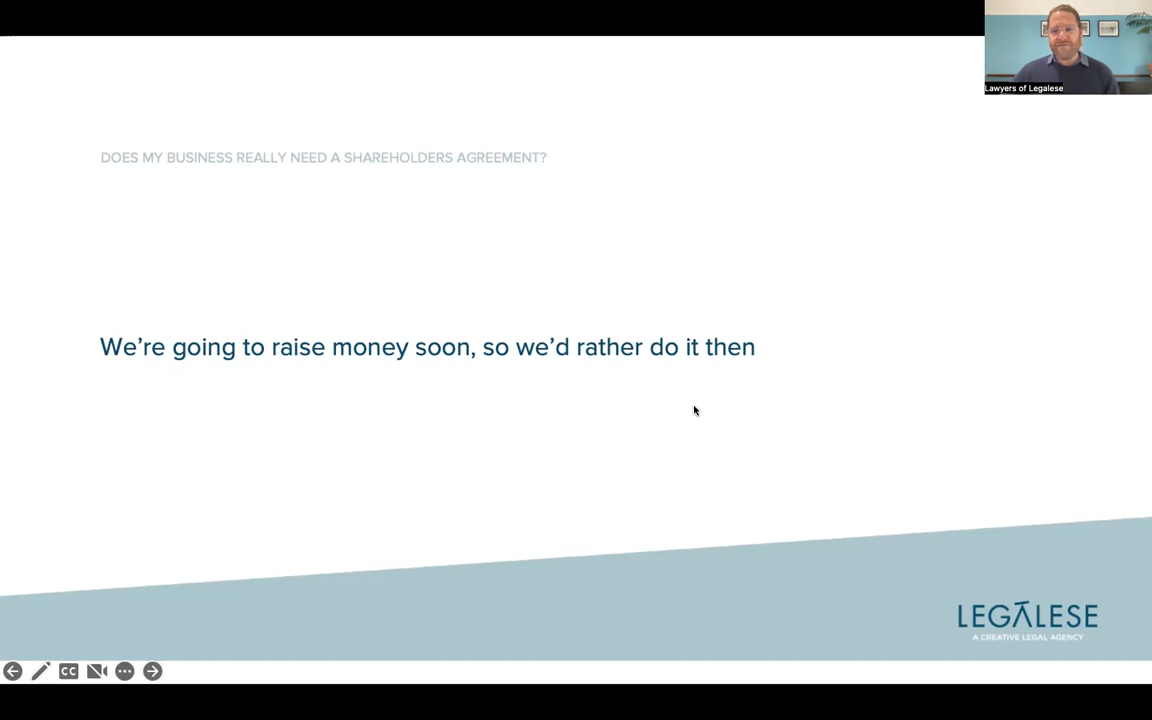 Lawyers of Legalese
DOES MY BUSINESS REALLY NEED A SHAREHOLDERS AGREEMENT?
We’re going to raise money soon, so we’d rather do it then
LEGALESE
A CREATIVE LEGAL AGENCY
CC